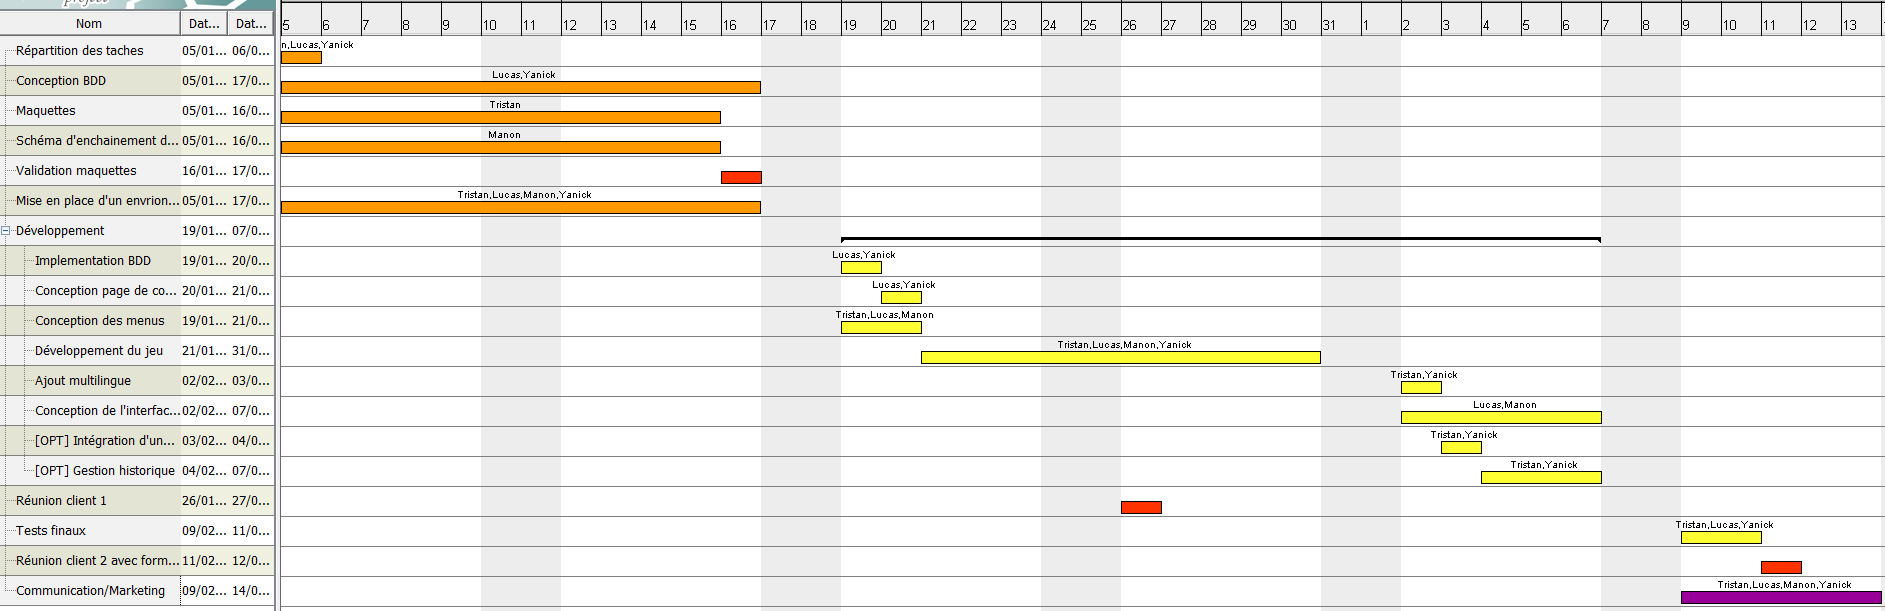 project
Nom Dat... Dat... 5 6 7 8 9 10 11 12 13 14 15 16 17 18 19 20 21 22 23 24 25 26 27 28 29 30 31 1 2 3 4 5 6 7 8 9 10 11 12 13
Répartition des taches 05/01... 06/0... n,Lucas,Yanick
Conception BDD 05/01... 17/0... Lucas,Yanick
Maquettes 05/01... 16/0... Tristan
Schéma d'enchainement d... 05/01... 16/0... Manon
Validation maquettes 16/01... 17/0...
Mise en place d'un envrion... 05/01... 17/0... Tristan,Lucas,Manon,Yanick
Développement 19/01... 07/0...
Implementation BDD 19/01... 20/0... Lucas,Yanick
Conception page de co... 20/01... 21/0... Lucas,Yanick
Conception des menus 19/01... 21/0... Tristan,Lucas,Manon
Développement du jeu 21/01... 31/0... Tristan,Lucas,Manon,Yanick
Ajout multilingue 02/02... 03/0... Tristan,Yanick
Conception de l'interfac... 02/02... 07/0... Lucas,Manon
[OPT] Intégration d'un... 03/02... 04/0... Tristan,Yanick
[OPT] Gestion historique 04/02... 07/0... Tristan,Yanick
Réunion client 1 26/01... 27/0...
Tests finaux 09/02... 11/0... Tristan,Lucas,Yanick
Réunion client 2 avec form... 11/02... 12/0...
Communication/Marketing 09/02... 14/0... Tristan,Lucas,Manon,Yanick